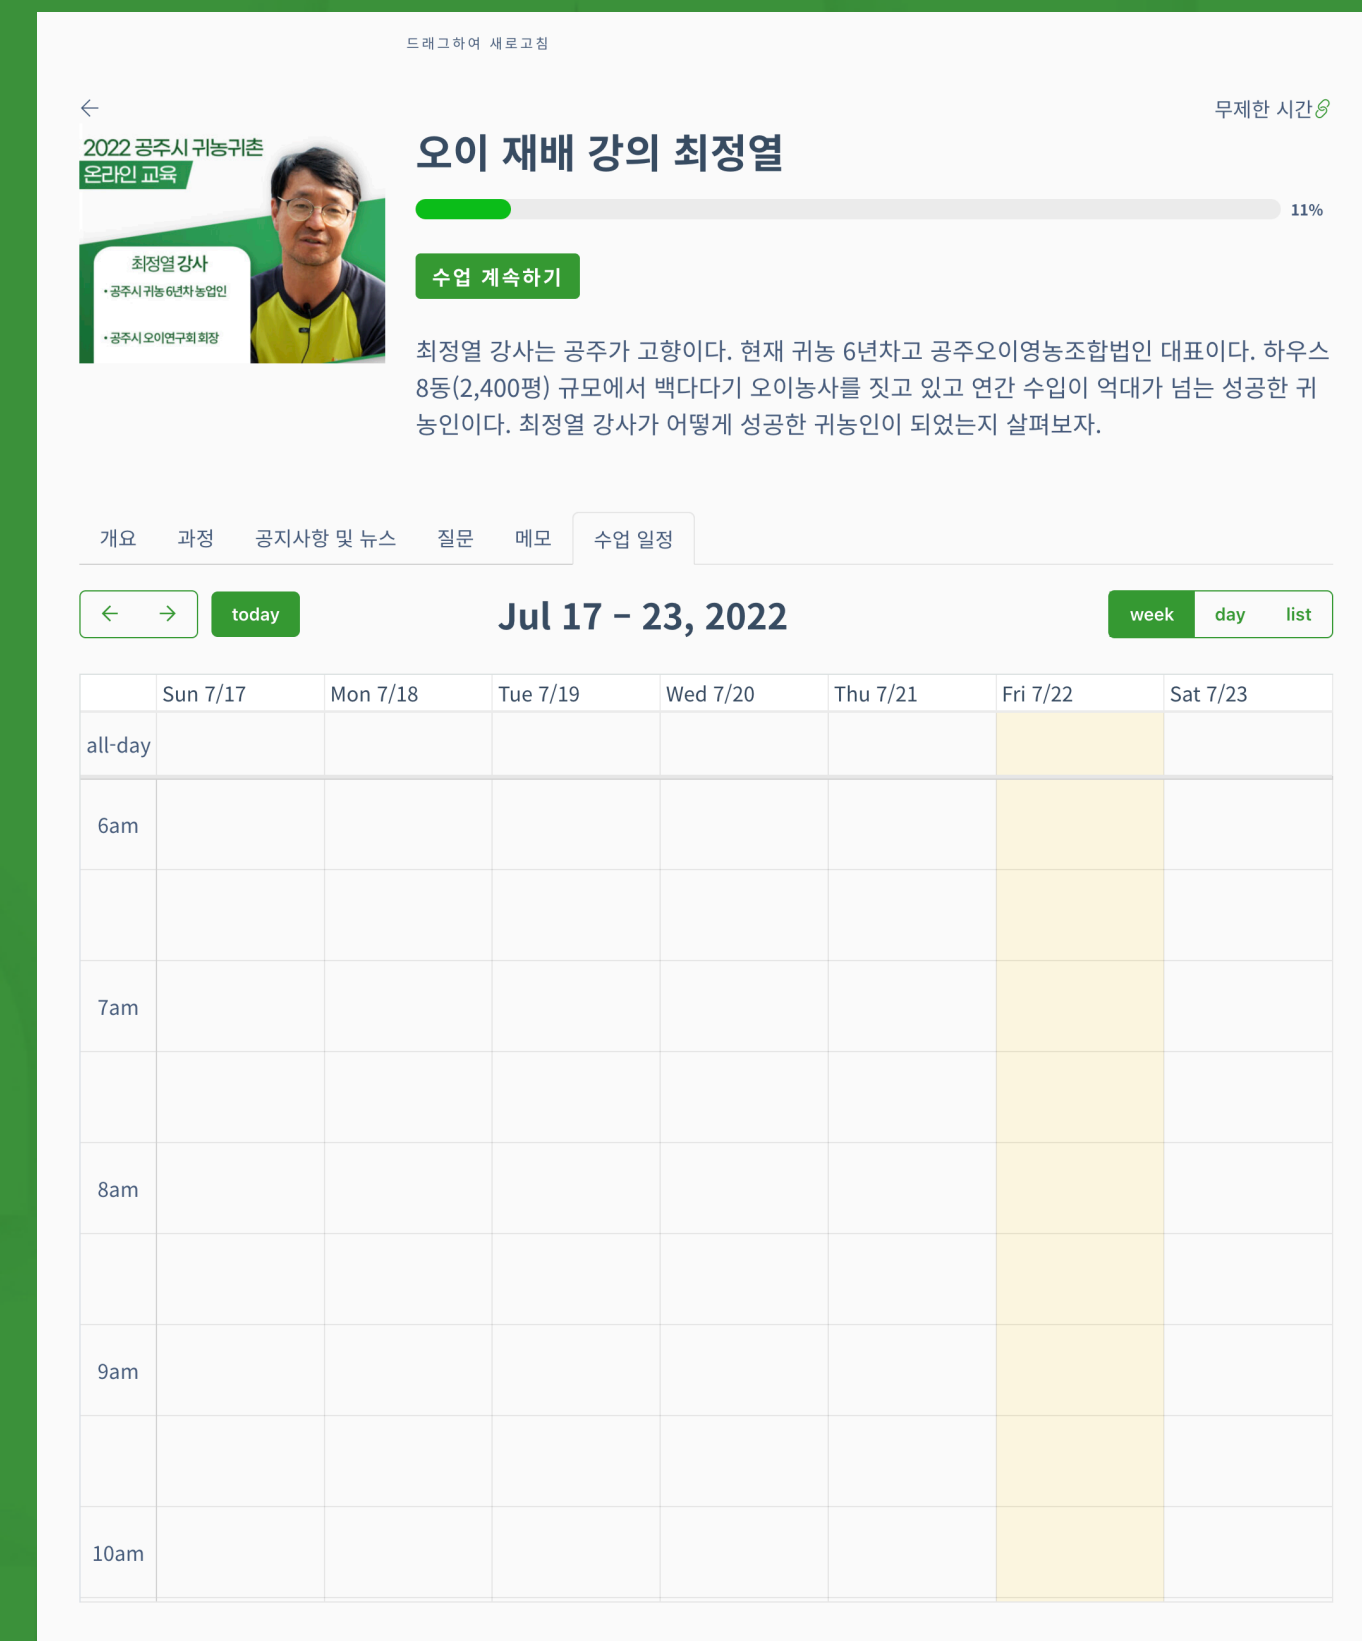 드래그하여 새로고침
무제한 시간
2022 공주시 귀농귀촌
온라인 교육
최정열 강사
• 공주시 귀농 6년차 농업인
• 공주시 오이연구회 회장
오이 재배 강의 최정열
11%
수업 계속하기
최정열 강사는 공주가 고향이다. 현재 귀농 6년차고 공주오이영농조합법인 대표이다. 하우스
8동(2,400평) 규모에서 백다다기 오이농사를 짓고 있고 연간 수입이 억대가 넘는 성공한 귀
농인이다. 최정열 강사가 어떻게 성공한 귀농인이 되었는지 살펴보자.
개요 과정 공지사항 및 뉴스 질문 메모 수업 일정
today Jul 17 – 23, 2022 week day list
Sun 7/17 Mon 7/18 Tue 7/19 Wed 7/20 Thu 7/21 Fri 7/22 Sat 7/23
all-day
6am
7am
8am
9am
10am